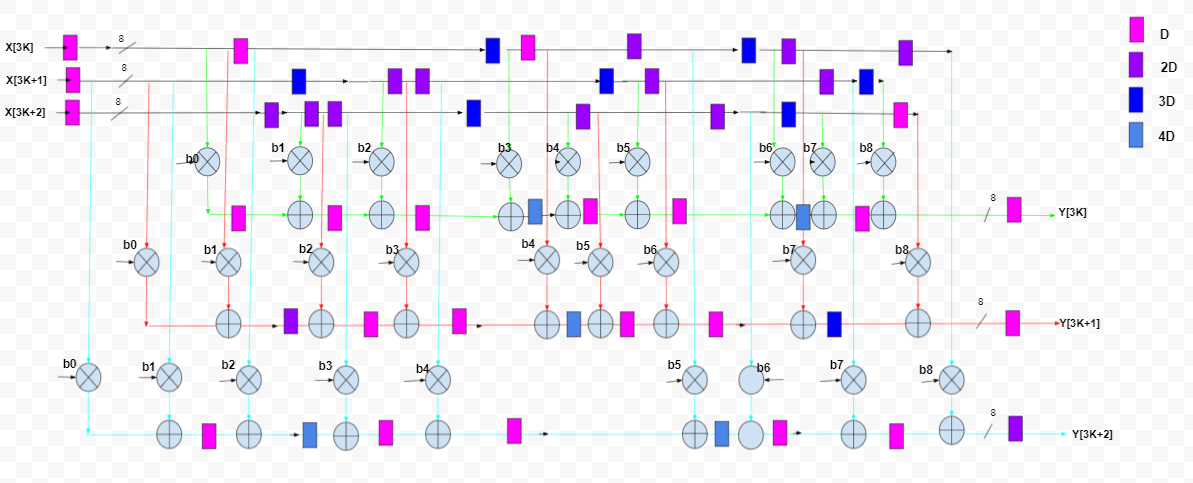 8
X[3K]
D
8
X[3K+1]
2D
8
X[3K+2]
3D
4D
b0 b1 b2 b3 b4 b5 b6 b7 b8
8
Y[3K]
b0 b1 b2 b3 b4 b5 b6 b7 b8
8
Y[3K+1]
b0 b1 b2 b3 b4 b5 b6 b7 b8
8
Y[3K+2]